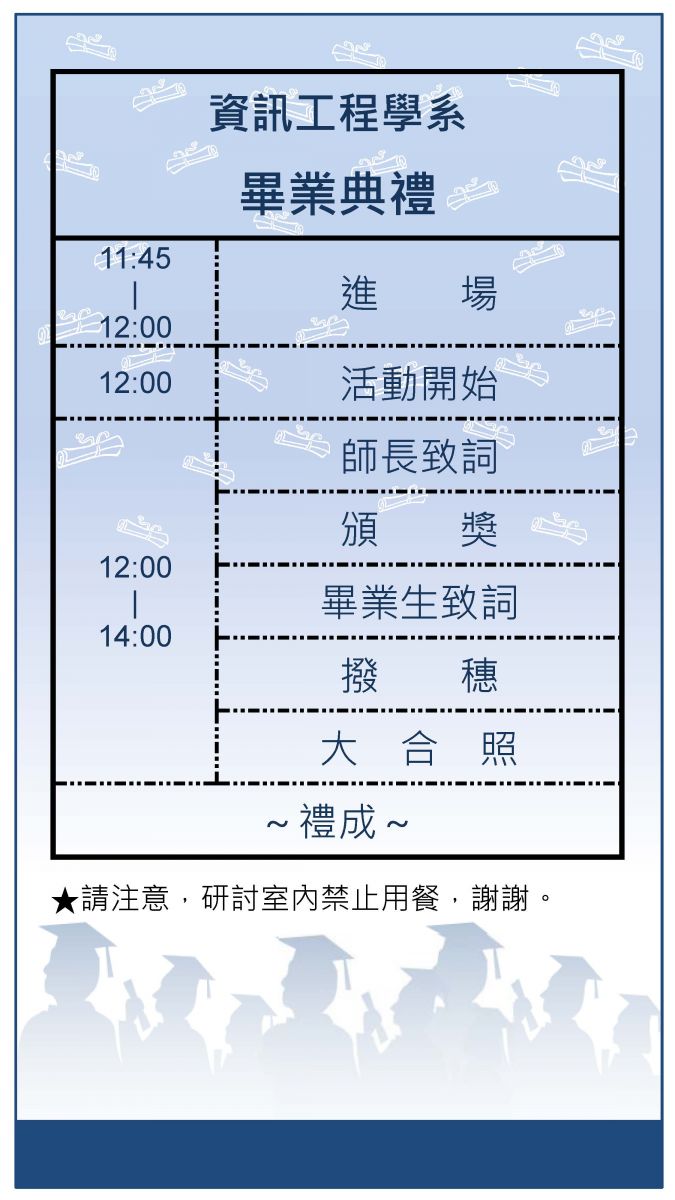 資訊工程學系
畢業典禮
11:45
|
12:00
進 場
12:00
活動開始
12:00
|
14:00
師長致詞
頒 獎
畢業生致詞
撥 穗
大 合 照
~禮成~
★請注意，研討室內禁止用餐，謝謝。